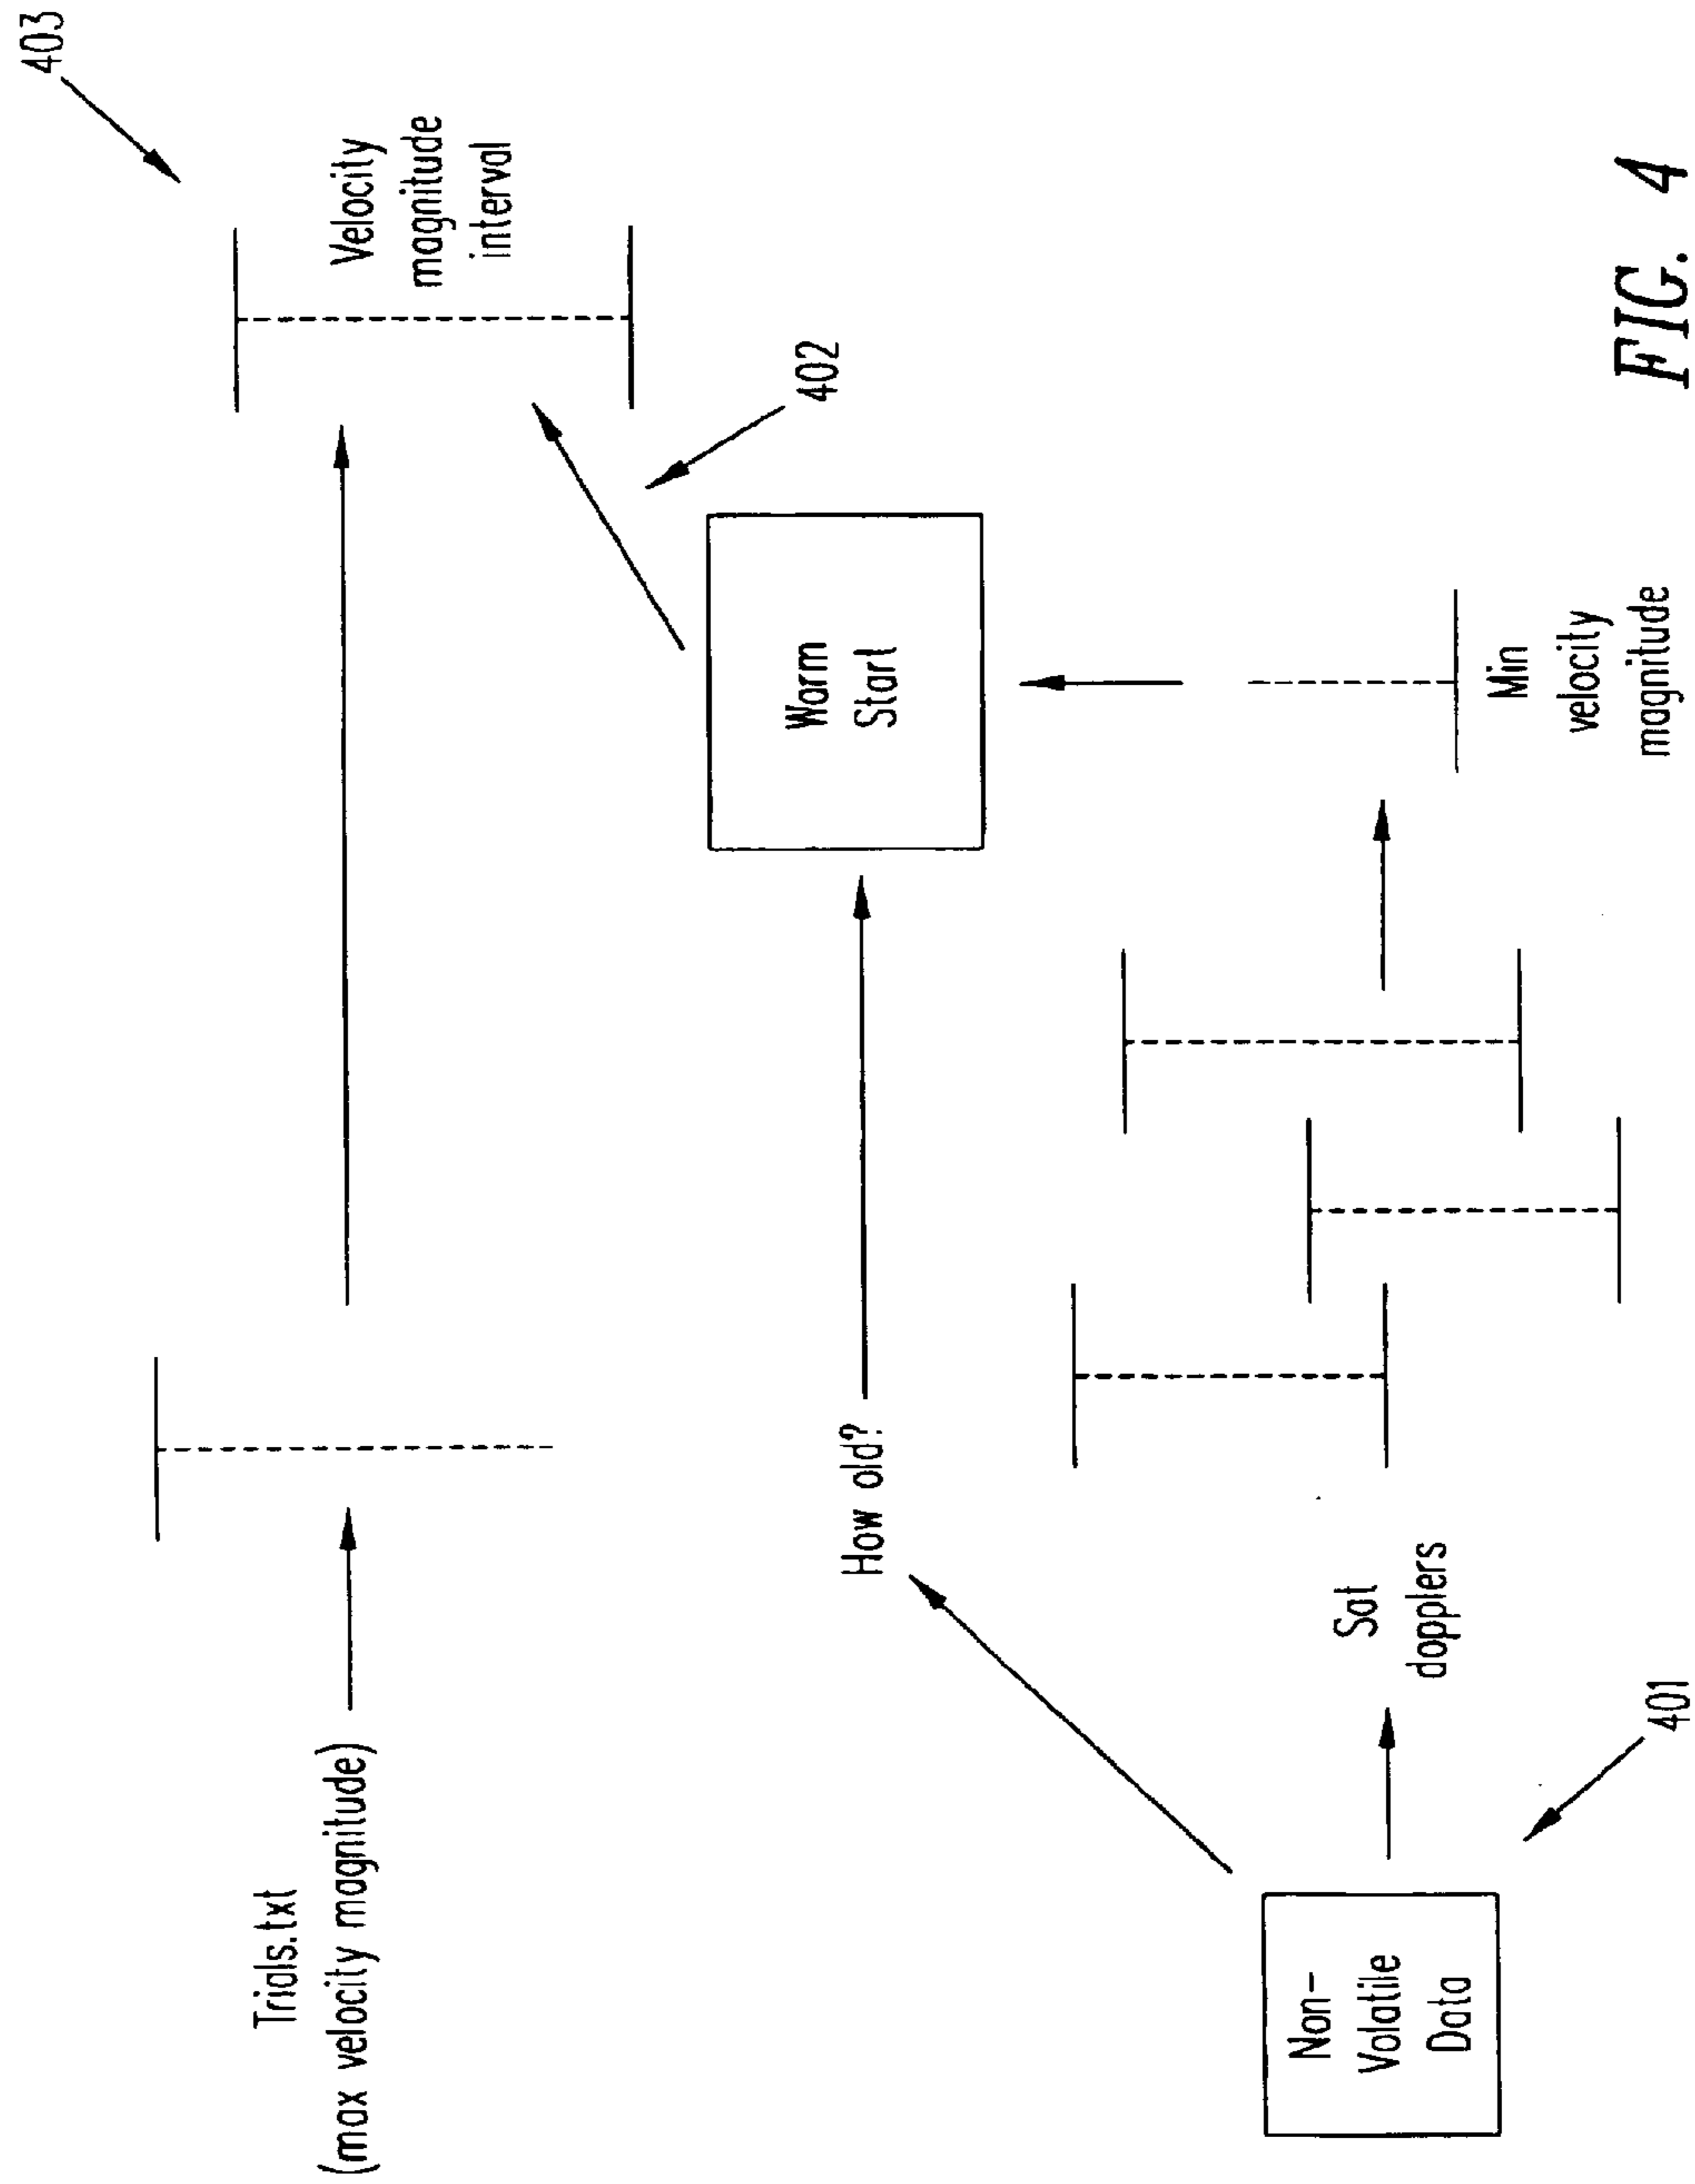 Trials.txt
(max velocity magnitude)
403
Velocity
magnitude
interval
402
How old?
Warm
Start
Non-
Volatile
Data
401
Sat
dopplers
Min
velocity
magnitude
FIG. 4